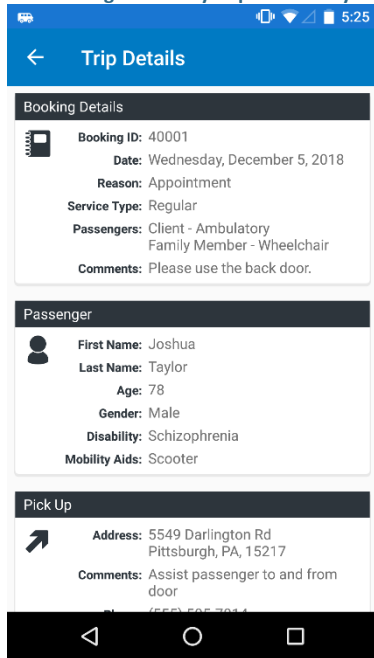 5:25
Trip Details
Booking Details
Booking ID: 40001
Date: Wednesday, December 5, 2018
Reason: Appointment
Service Type: Regular
Passengers: Client - Ambulatory
Family Member - Wheelchair
Comments: Please use the back door.
Passenger
First Name: Joshua
Last Name: Taylor
Age: 78
Gender: Male
Disability: Schizophrenia
Mobility Aids: Scooter
Pick Up
Address: 5549 Darlington Rd
Pittsburgh, PA, 15217
Comments: Assist passenger to and from
door